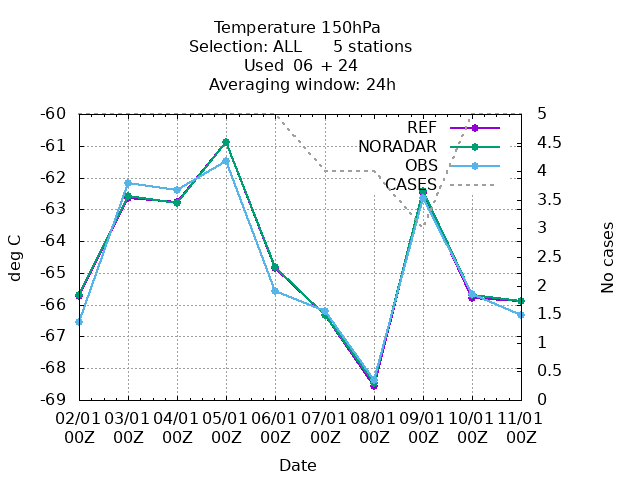 Temperature 150hPa
Selection: ALL 5 stations
Used 06 + 24
Averaging window: 24h
-60
-61
-62
-63
-64
-65
-66
-67
-68
-69
deg C
5
4.5
4
3.5
3
2.5
2
1.5
1
0.5
0
No cases
REF
NORADAR
OBS
CASES
02/01 03/01 04/01 05/01 06/01 07/01 08/01 09/01 10/01 11/01
00Z 00Z 00Z 00Z 00Z 00Z 00Z 00Z 00Z 00Z
Date